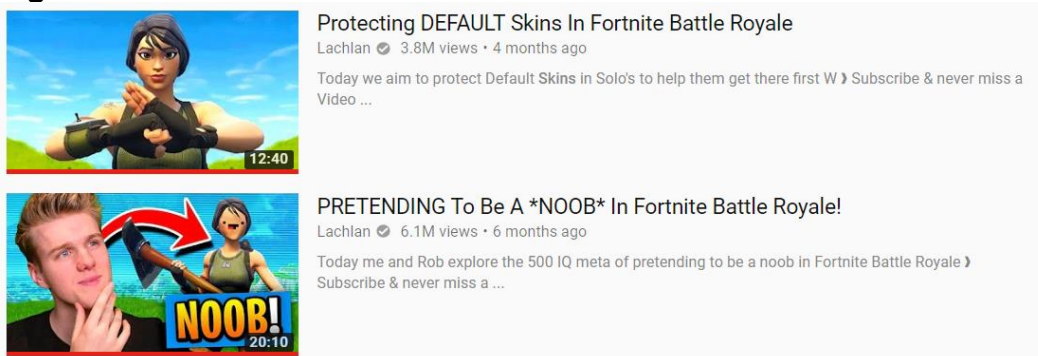 Protecting DEFAULT Skins In Fortnite Battle Royale
Lachlan 3.8M views • 4 months ago
Today we aim to protect Default Skins in Solo's to help them get there first W ❱ Subscribe & never miss a
Video ...
12:40
PRETENDING To Be A *NOOB* In Fortnite Battle Royale!
Lachlan 6.1M views • 6 months ago
Today me and Rob explore the 500 IQ meta of pretending to be a noob in Fortnite Battle Royale ❱
Subscribe & never miss a ...
NOOB!
20:10